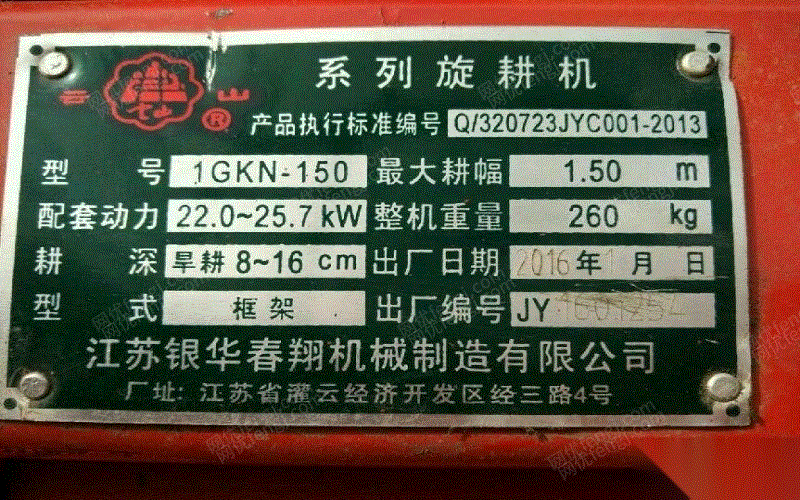 系列旋耕机
云山®
产品执行标准编号 Q/320723JYC001-2013
型号 1GKN-150 最大耕幅 1.50 m
配套动力 22.0~25.7kW 整机重量 260 kg
耕深 旱耕8~16cm 出厂日期 2016年1月 日
型式 框架 出厂编号 JY
江苏银华春翔机械制造有限公司
厂址:江苏省灌云经济开发区经三路4号